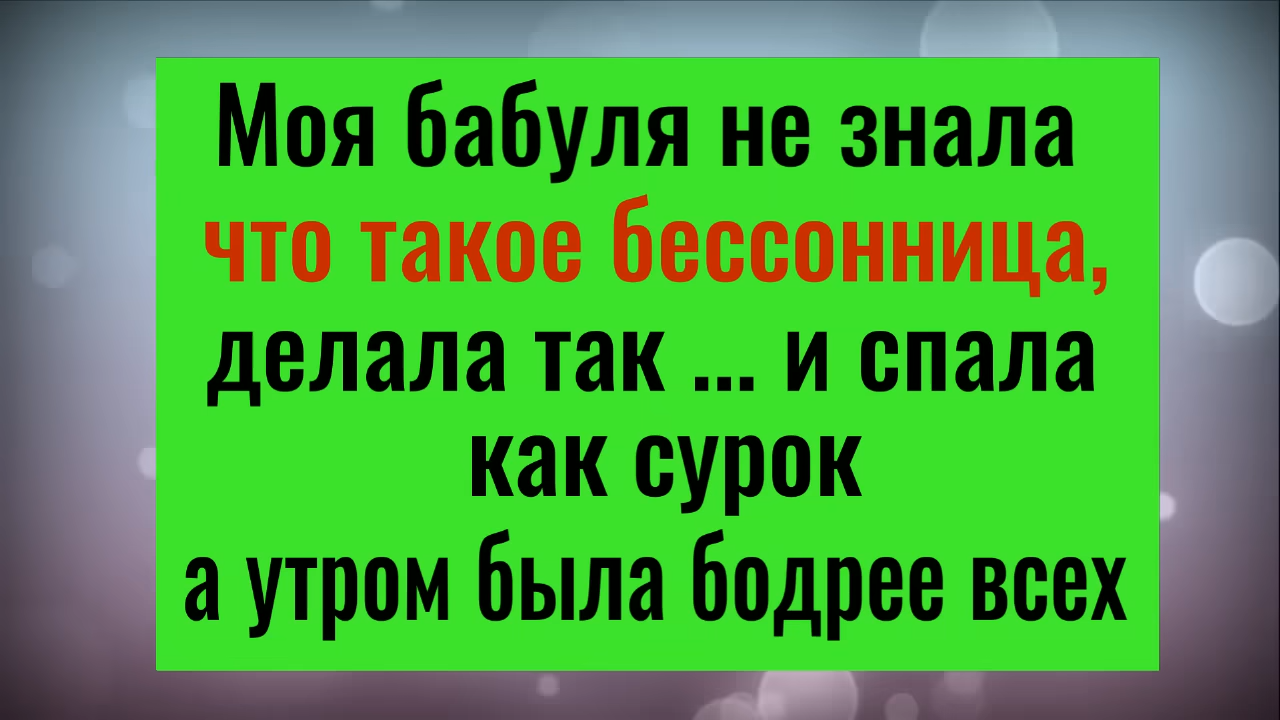 Моя бабуля не знала
что такое бессонница,
делала так ... и спала
как сурок
а утром была бодрее всех